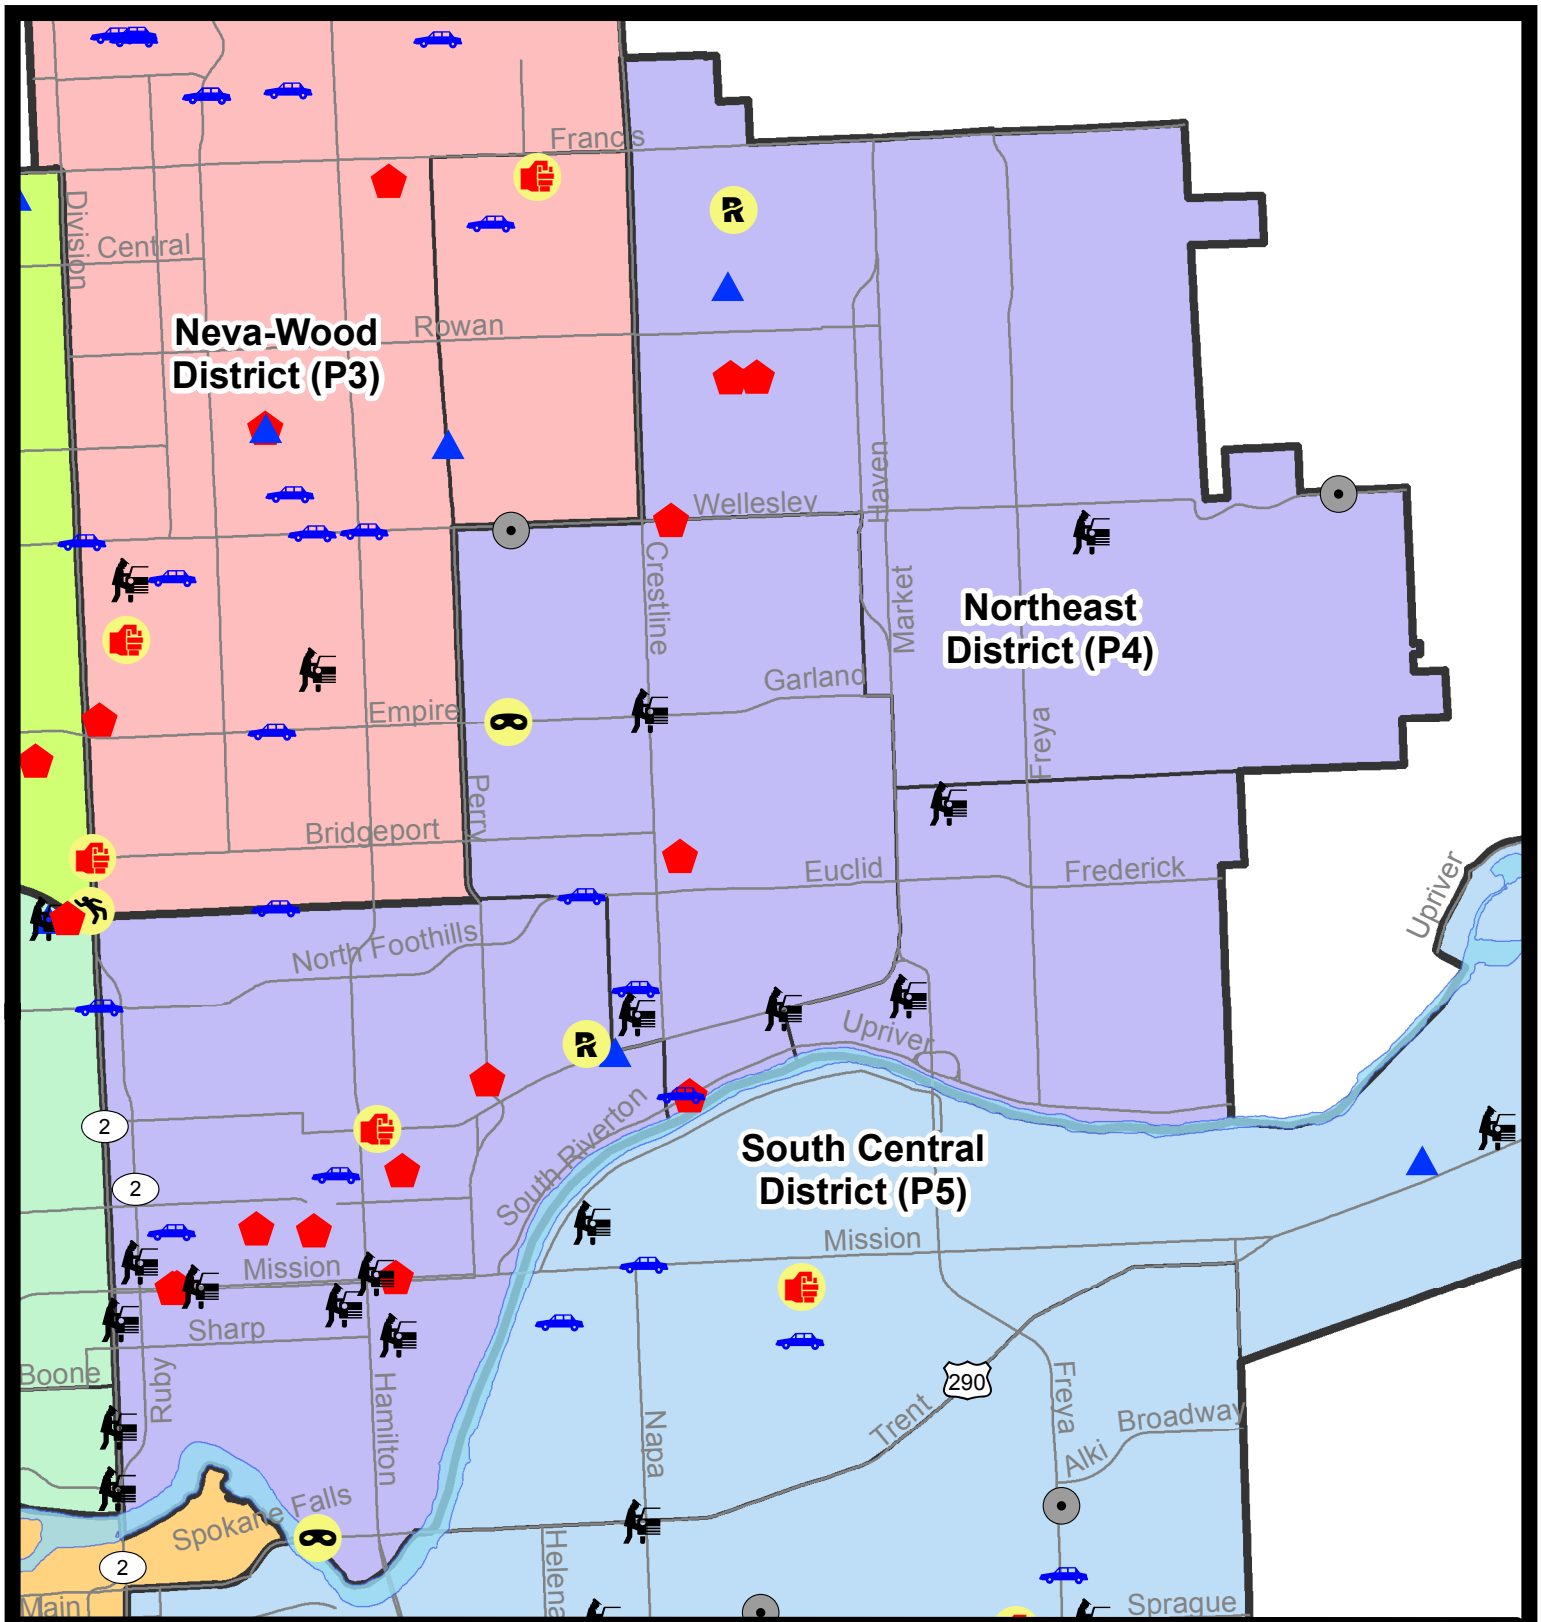 Francis
Division
Central
Neva-Wood
District (P3)
Rowan
Wellesley
Haven
Crestline
Market
Northeast
District (P4)
Garland
Empire
Freya
Perry
Bridgeport
Euclid
Frederick
Upriver
North Foothills
Upriver
2
South Riverton
South Central
District (P5)
2
Mission
Mission
Sharp
Boone
Ruby
Hamilton
290
Freya
Napa
Trent
Broadway
Alki
Spokane Falls
Helena
2
Main
Sprague